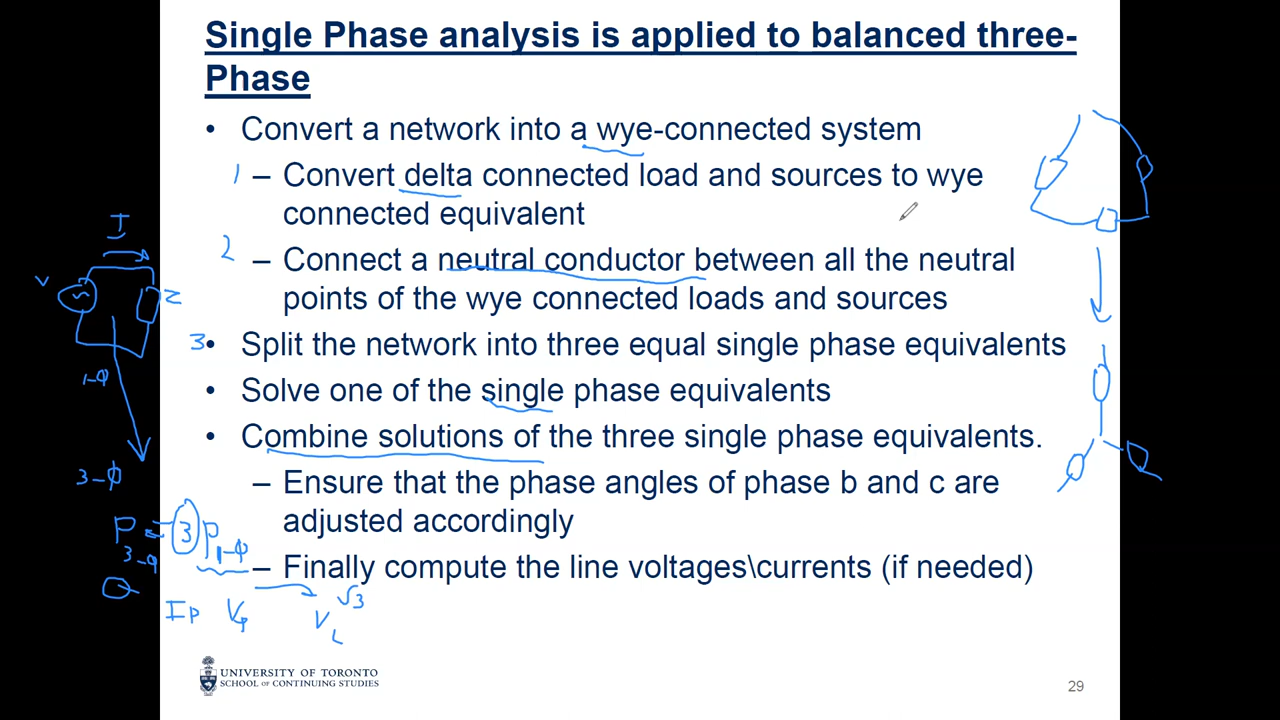 Single Phase analysis is applied to balanced three-
Phase
• Convert a network into a wye-connected system
1 – Convert delta connected load and sources to wye
connected equivalent
2 – Connect a neutral conductor between all the neutral
points of the wye connected loads and sources
3 • Split the network into three equal single phase equivalents
• Solve one of the single phase equivalents
• Combine solutions of the three single phase equivalents.
– Ensure that the phase angles of phase b and c are
adjusted accordingly
– Finally compute the line voltages\currents (if needed)
I
V
Z
1-ϕ
3-ϕ
P3-ϕ = 3 P1-ϕ
Q
IP Vϕ VL √3
UNIVERSITY OF TORONTO
SCHOOL OF CONTINUING STUDIES
29